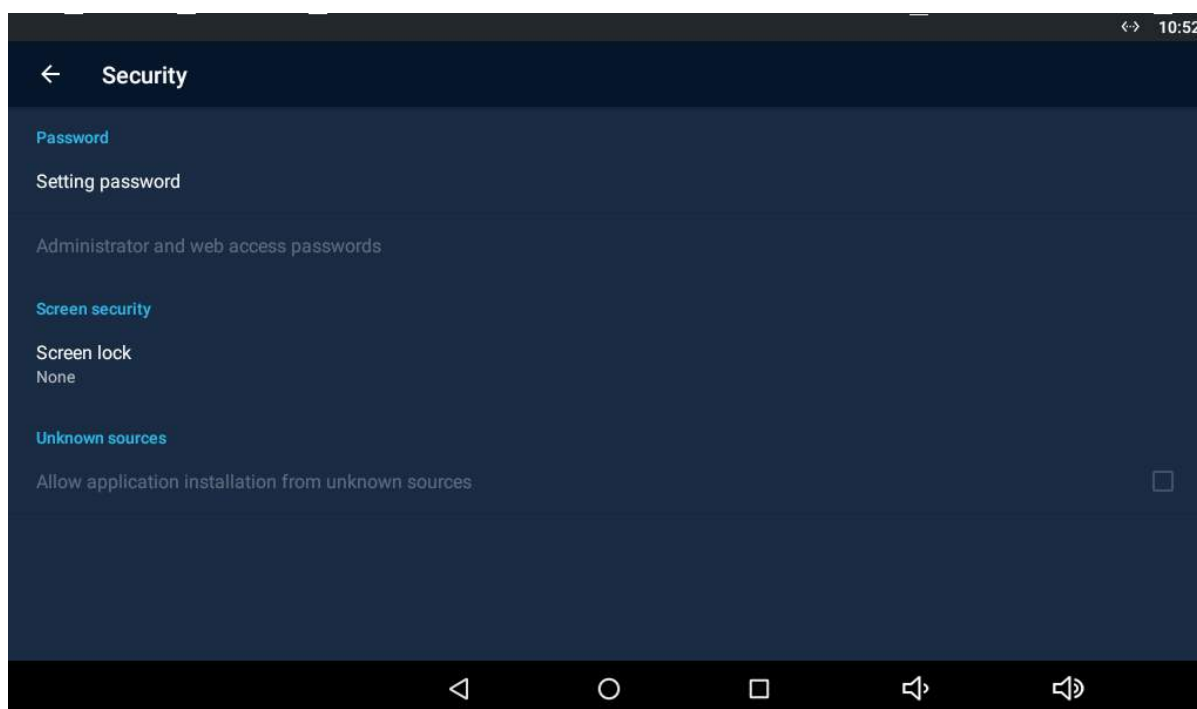 10:52
Security
Password
Setting password
Administrator and web access passwords
Screen security
Screen lock
None
Unknown sources
Allow application installation from unknown sources